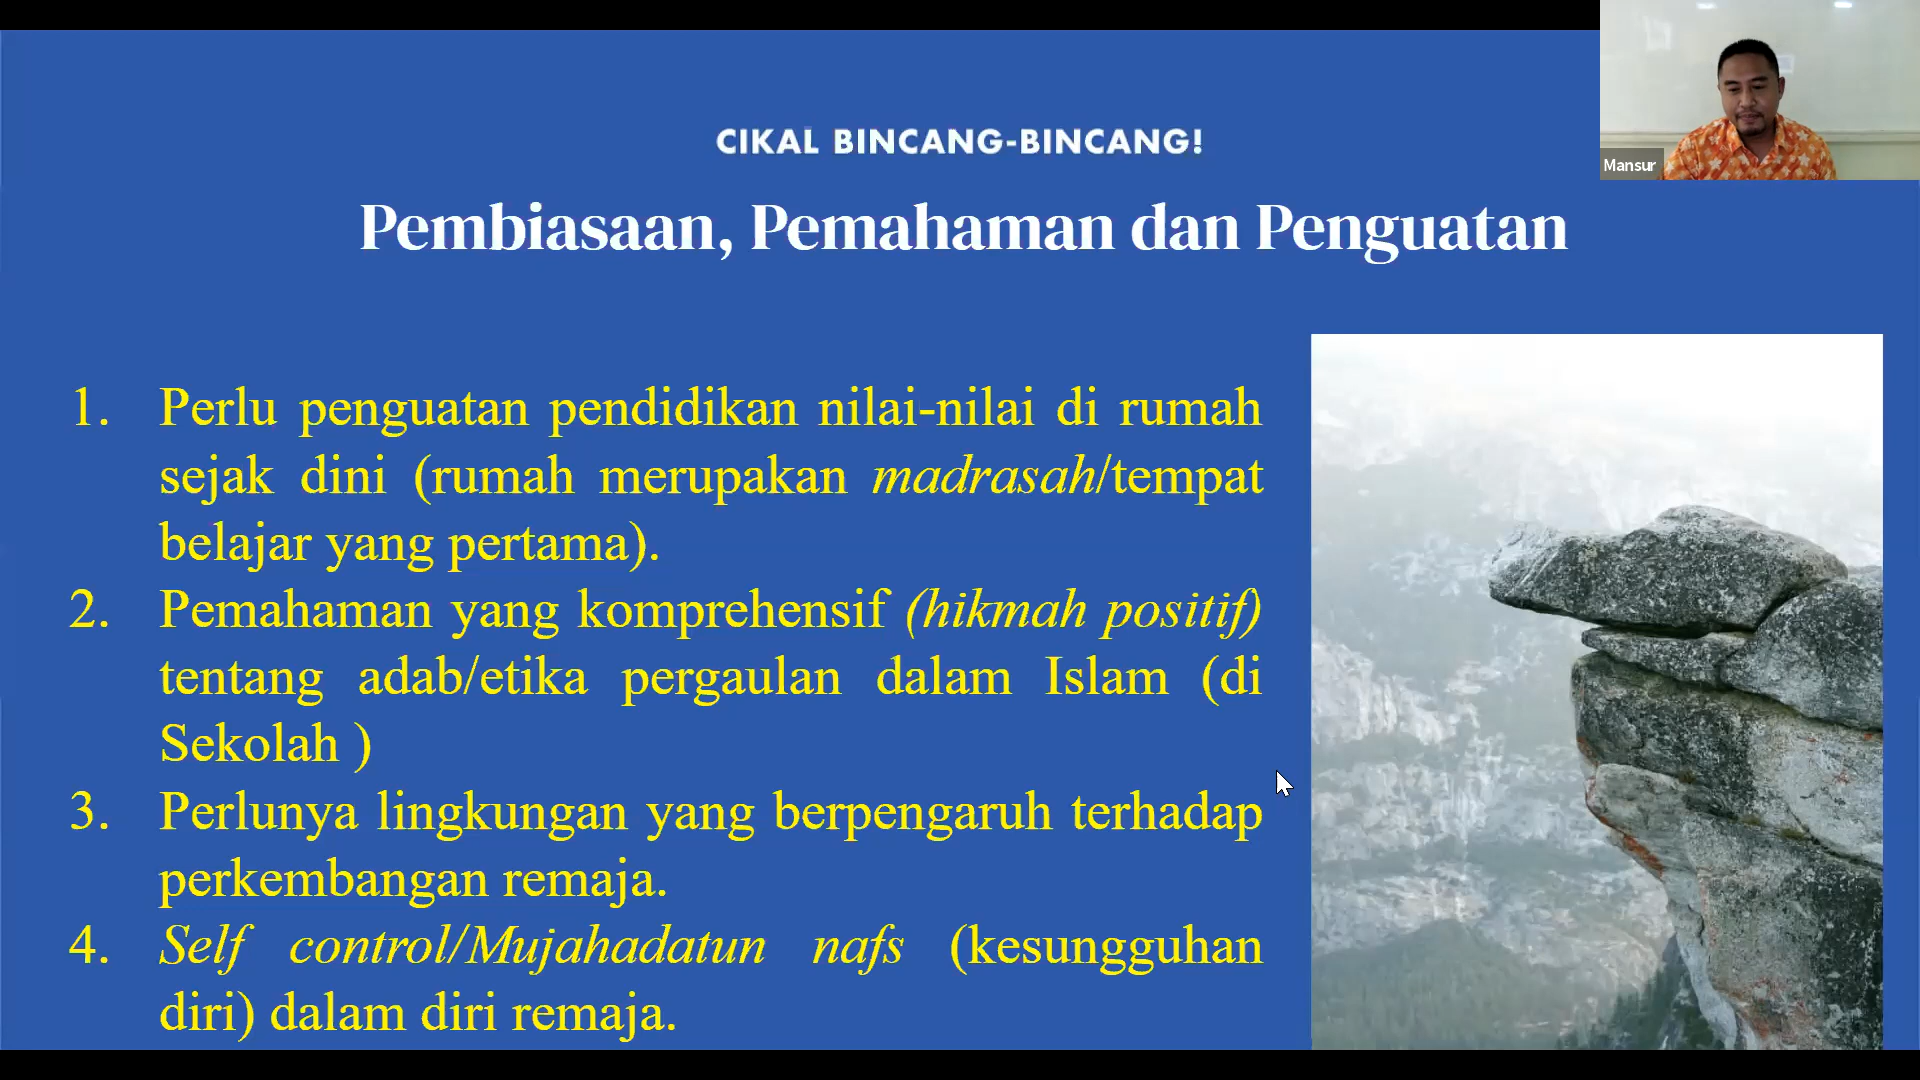 CIKAL BINCANG-BINCANG!
Mansur
Pembiasaan, Pemahaman dan Penguatan
1. Perlu penguatan pendidikan nilai-nilai di rumah
sejak dini (rumah merupakan madrasah/tempat
belajar yang pertama).
2. Pemahaman yang komprehensif (hikmah positif)
tentang adab/etika pergaulan dalam Islam (di
Sekolah )
3. Perlunya lingkungan yang berpengaruh terhadap
perkembangan remaja.
4. Self control/Mujahadatun nafs (kesungguhan
diri) dalam diri remaja.